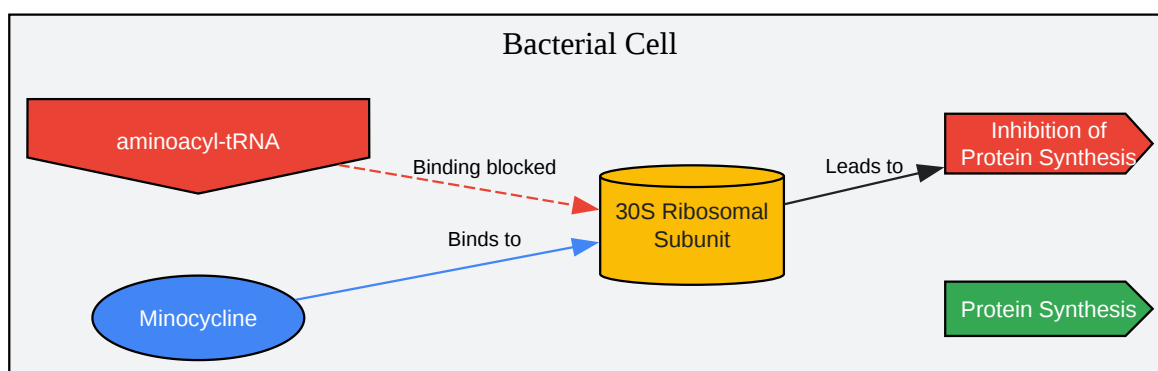 Bacterial Cell
aminoacyl-tRNA
Binding blocked
Binds to
Minocycline
30S Ribosomal
Subunit
Leads to
Inhibition of
Protein Synthesis
Protein Synthesis